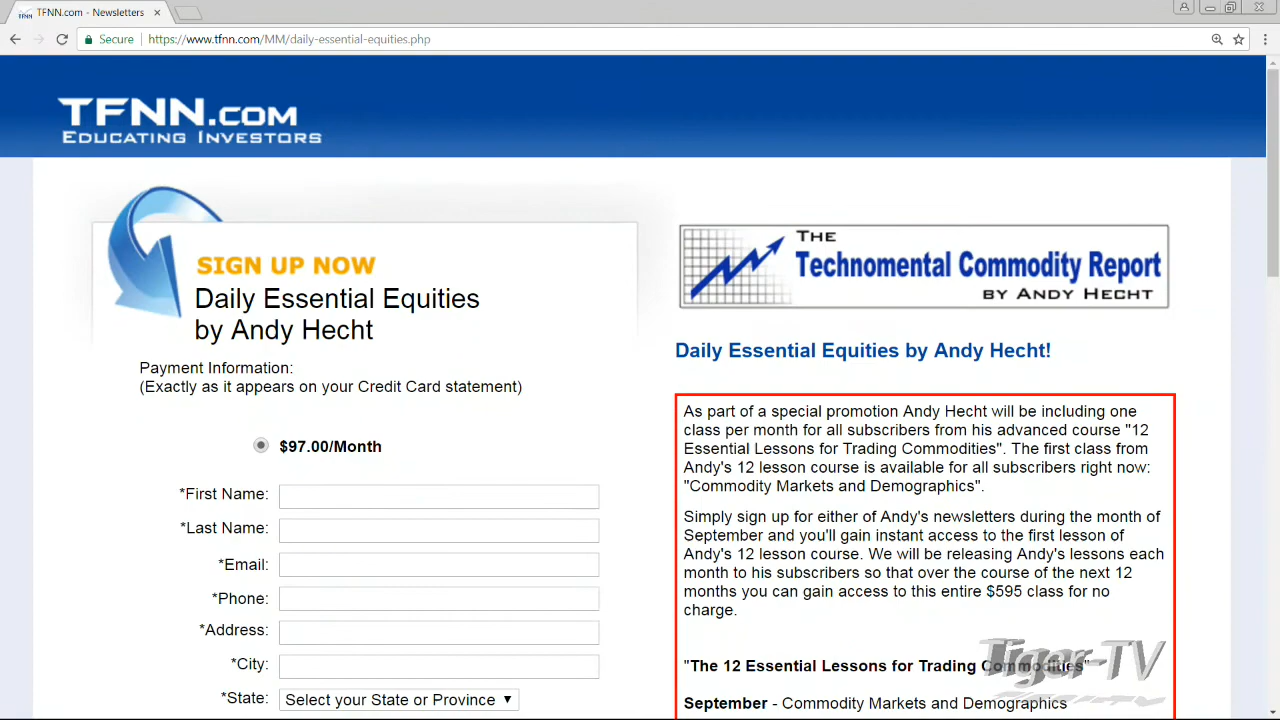 TFNN.com - Newsletters
Secure https://www.tfnn.com/MM/daily-essential-equities.php
TFNN.COM
EDUCATING INVESTORS
SIGN UP NOW
Daily Essential Equities
by Andy Hecht
Payment Information:
(Exactly as it appears on your Credit Card statement)
$97.00/Month
*First Name:
*Last Name:
*Email:
*Phone:
*Address:
*City:
*State: Select your State or Province
THE
Technomental Commodity Report
BY ANDY HECHT
Daily Essential Equities by Andy Hecht!
As part of a special promotion Andy Hecht will be including one
class per month for all subscribers from his advanced course "12
Essential Lessons for Trading Commodities". The first class from
Andy's 12 lesson course is available for all subscribers right now:
"Commodity Markets and Demographics".
Simply sign up for either of Andy's newsletters during the month of
September and you'll gain instant access to the first lesson of
Andy's 12 lesson course. We will be releasing Andy's lessons each
month to his subscribers so that over the course of the next 12
months you can gain access to this entire $595 class for no
charge.
"The 12 Essential Lessons for Trading Commodities"
September - Commodity Markets and Demographics
Tiger-TV